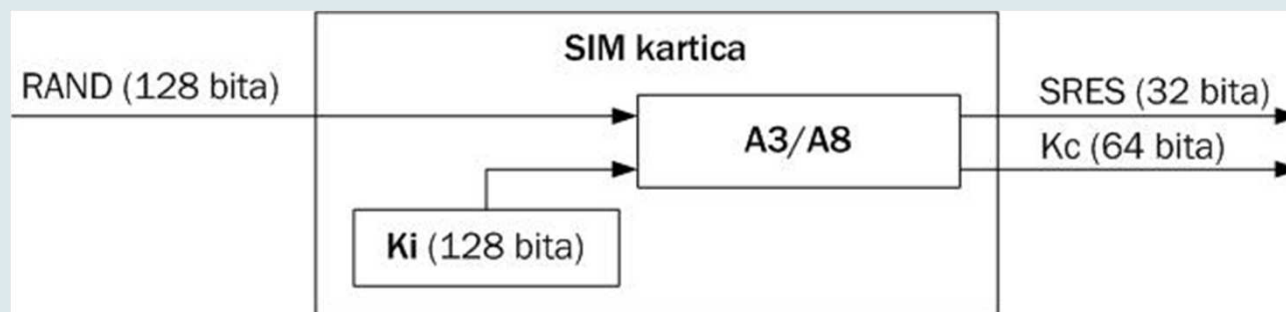 SIM kartica
RAND (128 bita)
SRES (32 bita)
A3/A8
Kc (64 bita)
Ki (128 bita)